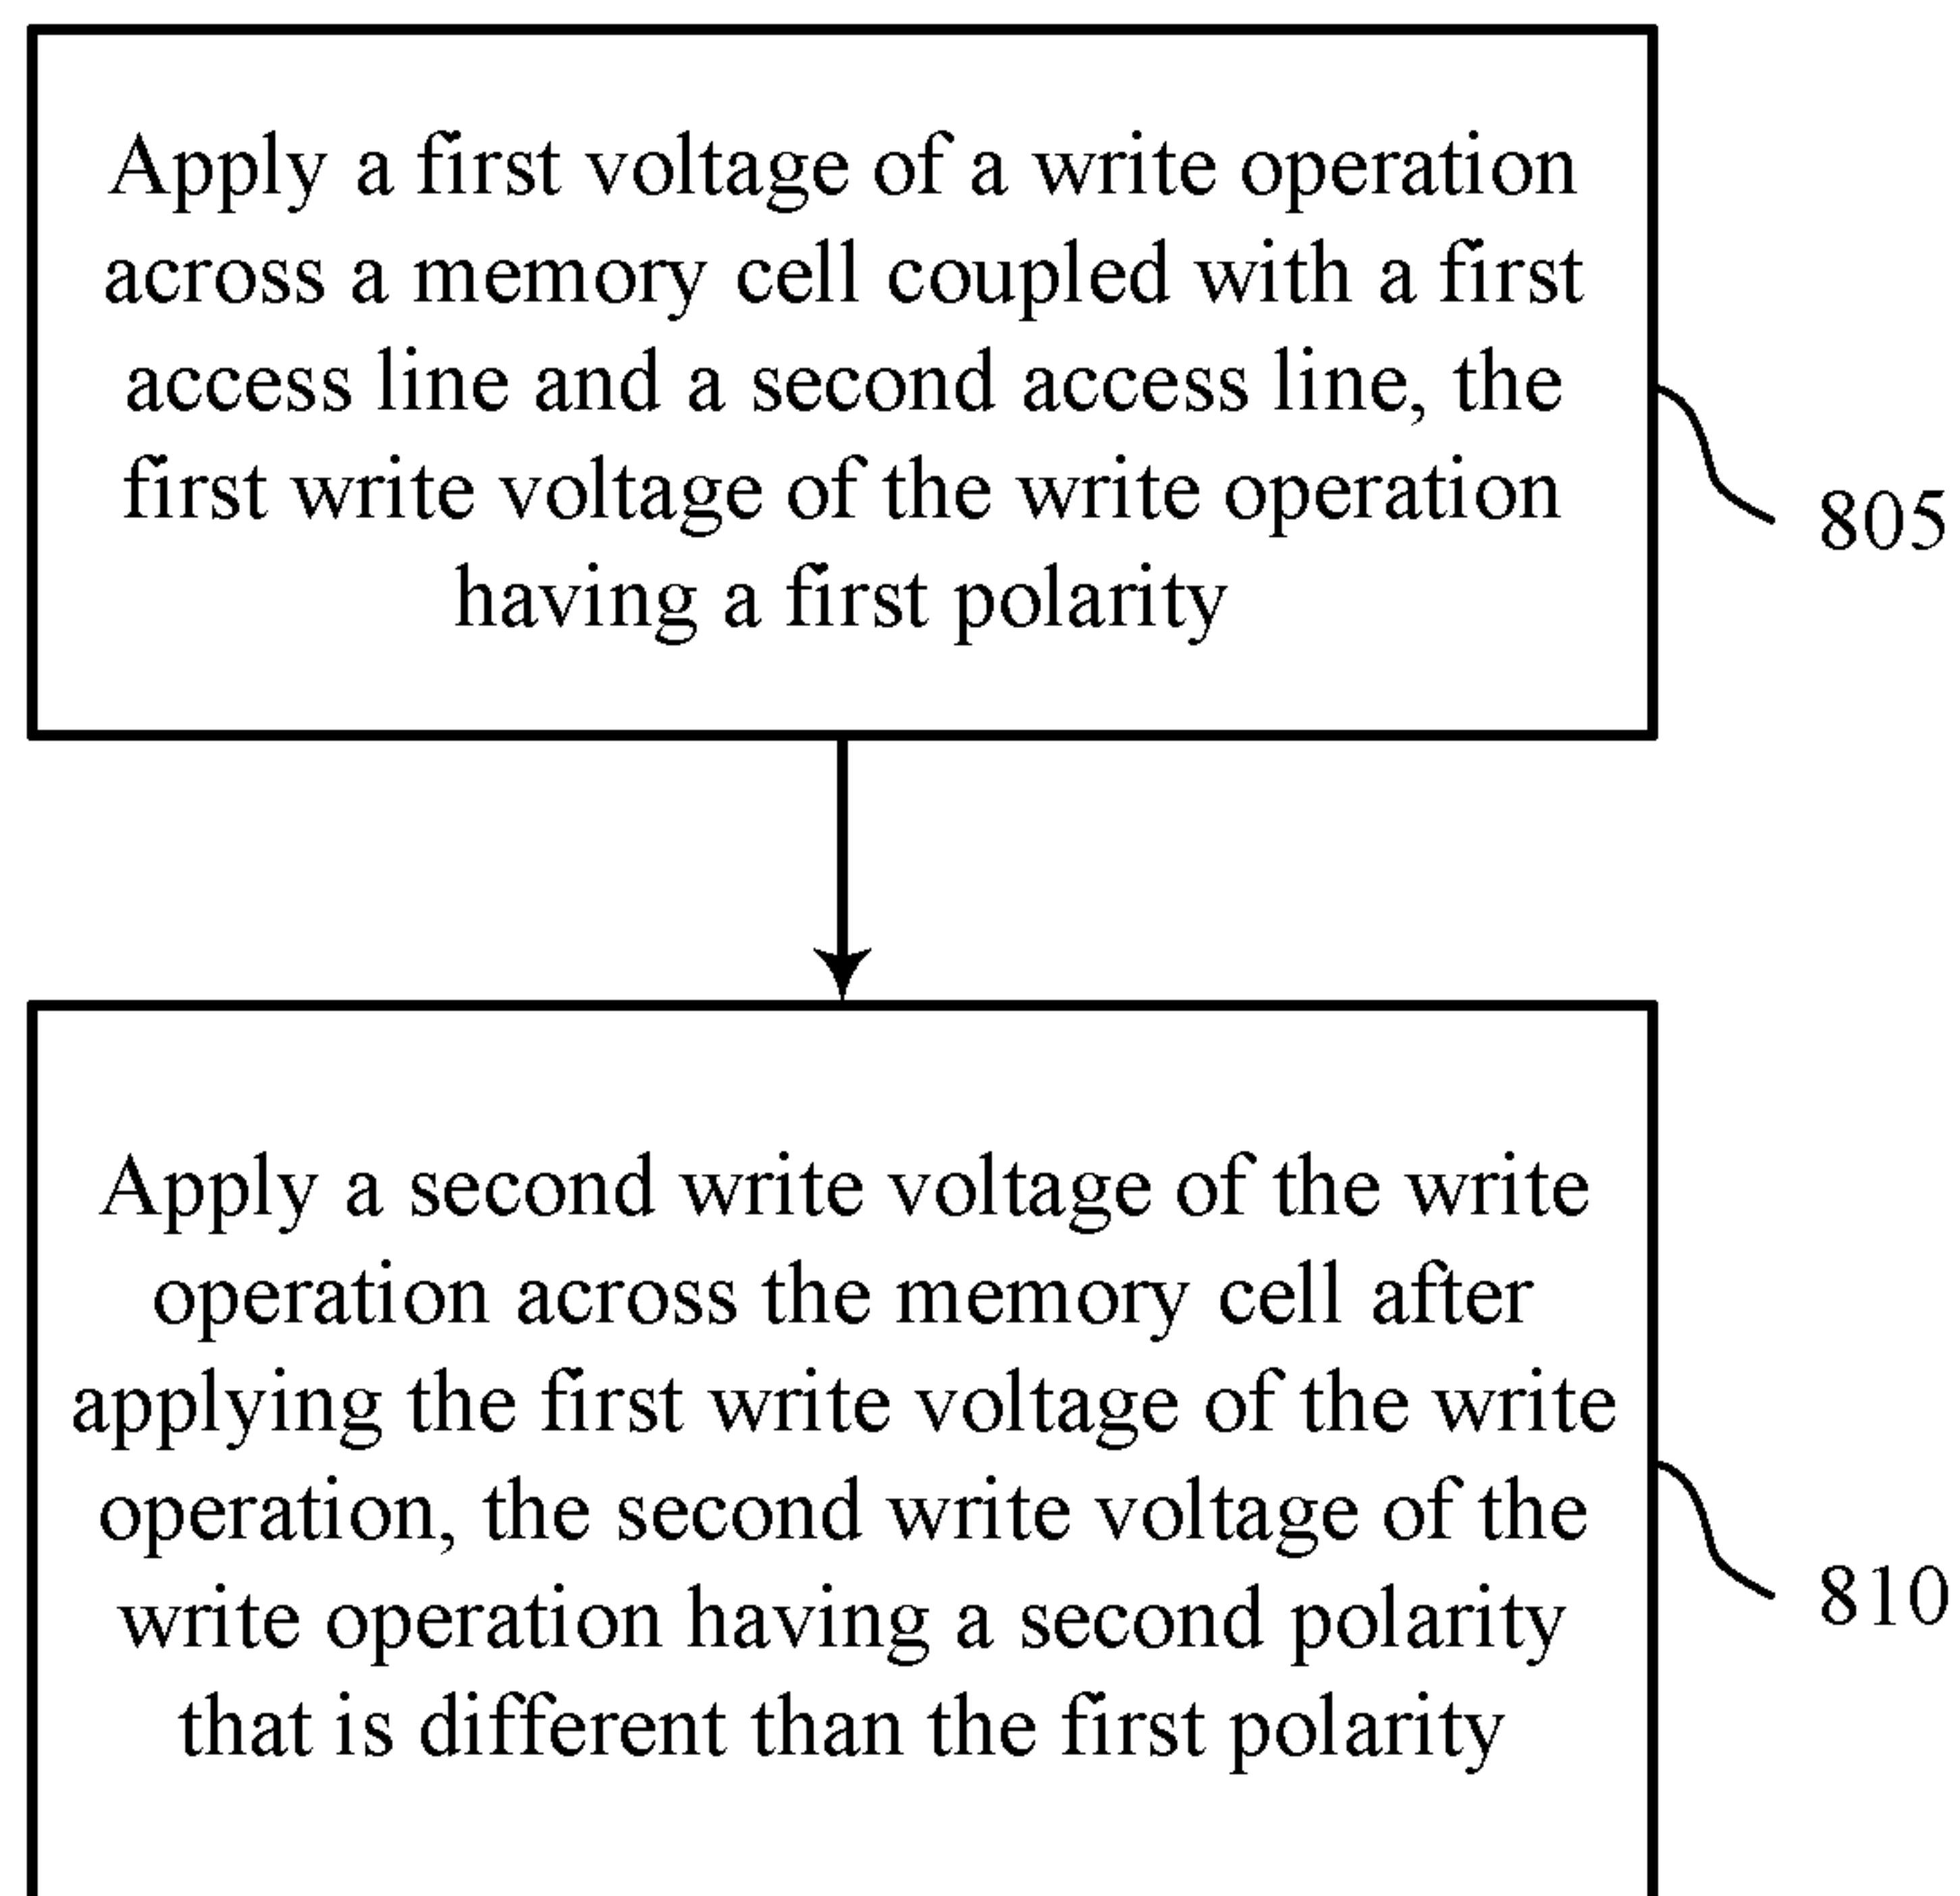 Apply a first voltage of a write operation
across a memory cell coupled with a first
access line and a second access line, the
first write voltage of the write operation
having a first polarity
805
Apply a second write voltage of the write
operation across the memory cell after
applying the first write voltage of the write
operation, the second write voltage of the
write operation having a second polarity
that is different than the first polarity
810